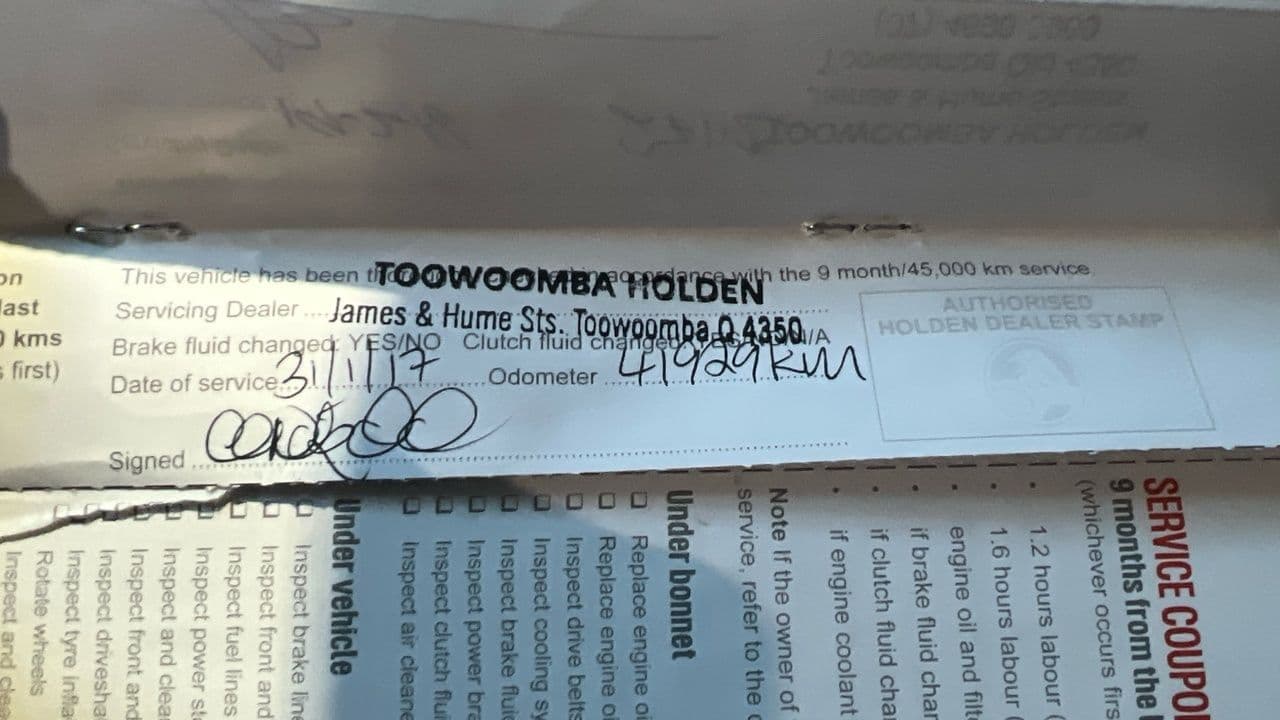 on
last
kms
first)
This vehicle has been
TOOWOOMBA HOLDEN
accordance with the 9 month/45,000 km service
Servicing Dealer .... James & Hume Sts. Toowoomba Q 4350
Brake fluid changed: YES/NO Clutch fluid changed N/A
Date of service 31/1/17 Odometer 41929km
Signed
AUTHORISED
HOLDEN DEALER STAMP
SERVICE COUPO
9 months from the
(whichever occurs firs
• 1.2 hours labour (
• 1.6 hours labour (
• engine oil and filt
• if brake fluid char
• if clutch fluid cha
• if engine coolant
Note If the owner of
service, refer to the
Under bonnet
Replace engine oi
Replace engine o
Inspect drive belts
Inspect cooling sy
Inspect brake flui
Inspect power bra
Inspect clutch flui
Inspect air cleane
Under vehicle
Inspect brake line
Inspect front and
Inspect fuel lines
Inspect power st
Inspect and clea
Inspect front and
Inspect drivesha
Inspect tyre infla
Rotate wheels
Inspect and clea